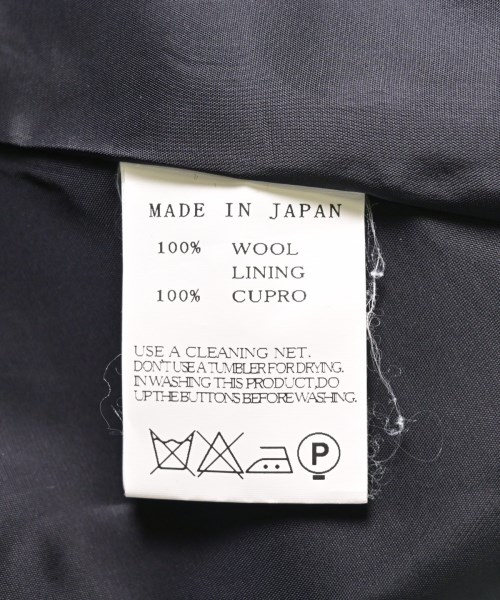 MADE IN JAPAN
100% WOOL
LINING
100% CUPRO
USE A CLEANING NET.
DON'T USE A TUMBLER FOR DRYING.
IN WASHING THIS PRODUCT,DO
UP THE BUTTONS BEFORE WASHING.
P